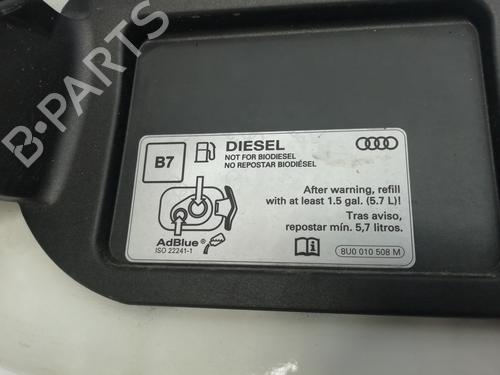 B-PARTS
B7
DIESEL
NOT FOR BIODIESEL
NO REPOSTAR BIODIÉSEL
After warning, refill
with at least 1.5 gal. (5.7 L)!
Tras aviso,
repostar mín. 5,7 litros.
AdBlue®
ISO 22241-1
i
8U0 010 508 M